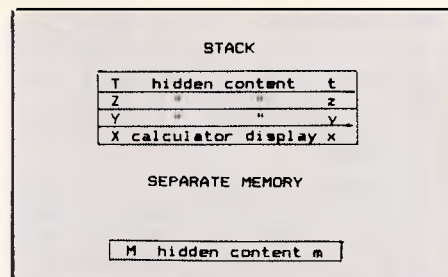 STACK
T hidden content t
Z " " z
Y " " y
X calculator display x
SEPARATE MEMORY
M hidden content m